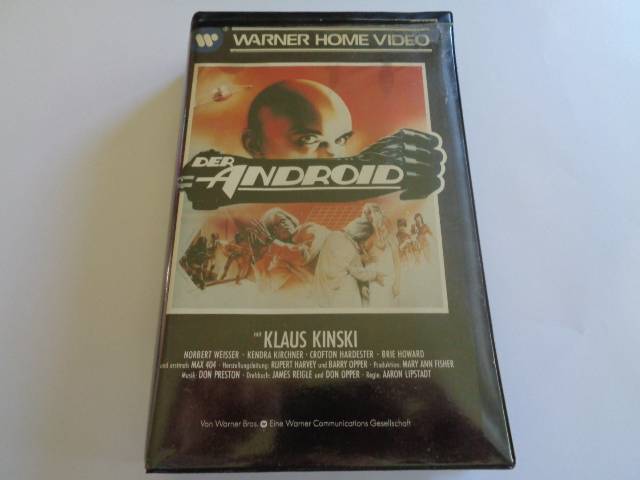 WARNER HOME VIDEO
DER
ANDROID
mit KLAUS KINSKI
NORBERT WEISSER · KENDRA KIRCHNER · CROFTON HARDESTER · BRIE HOWARD
und erstmals MAX 404 · Herstellungsleitung: RUPERT HARVEY und BARRY OPPER · Produktion: MARY ANN FISHER
Musik: DON PRESTON · Drehbuch: JAMES REIGLE und DON OPPER · Regie: AARON LIPSTADT
Von Warner Bros. Eine Warner Communications Gesellschaft